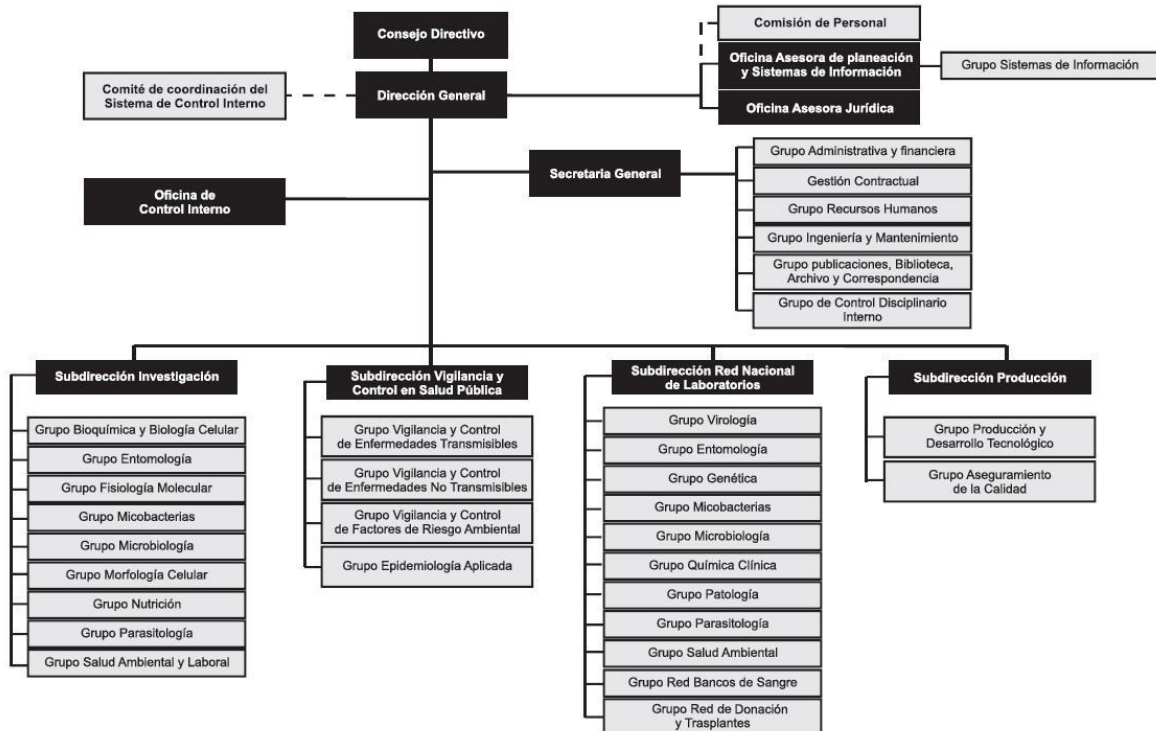 Consejo Directivo
Comisión de Personal
Oficina Asesora de planeación
y Sistemas de Información
Grupo Sistemas de Información
Comité de coordinación del
Sistema de Control Interno
Dirección General
Oficina Asesora Jurídica
Secretaria General
Grupo Administrativa y financiera
Gestión Contractual
Grupo Recursos Humanos
Grupo Ingeniería y Mantenimiento
Grupo publicaciones, Biblioteca,
Archivo y Correspondencia
Grupo de Control Disciplinario
Interno
Oficina de
Control Interno
Subdirección Investigación
Grupo Bioquímica y Biología Celular
Grupo Entomología
Grupo Fisiología Molecular
Grupo Micobacterias
Grupo Microbiología
Grupo Morfología Celular
Grupo Nutrición
Grupo Parasitología
Grupo Salud Ambiental y Laboral
Subdirección Vigilancia y
Control en Salud Pública
Grupo Vigilancia y Control
de Enfermedades Transmisibles
Grupo Vigilancia y Control
de Enfermedades No Transmisibles
Grupo Vigilancia y Control
de Factores de Riesgo Ambiental
Grupo Epidemiología Aplicada
Subdirección Red Nacional
de Laboratorios
Grupo Virología
Grupo Entomología
Grupo Genética
Grupo Micobacterias
Grupo Microbiología
Grupo Química Clínica
Grupo Patología
Grupo Parasitología
Grupo Salud Ambiental
Grupo Red Bancos de Sangre
Grupo Red de Donación
y Trasplantes
Subdirección Producción
Grupo Producción y
Desarrollo Tecnológico
Grupo Aseguramiento
de la Calidad